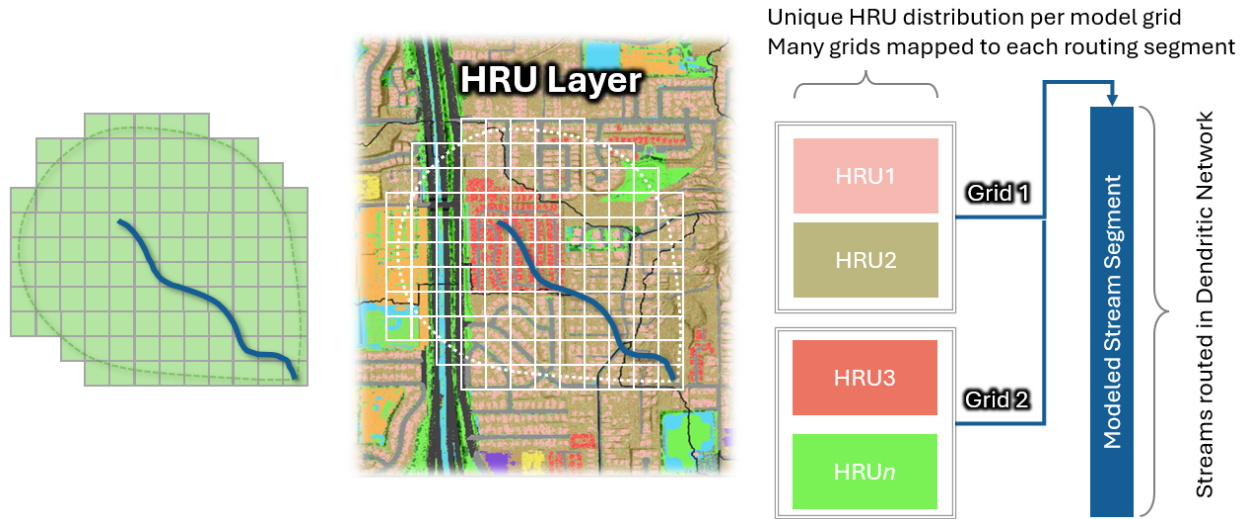 Unique HRU distribution per model grid
Many grids mapped to each routing segment
HRU Layer
HRU1
HRU2
Grid 1
HRU3
HRUn
Grid 2
Modeled Stream Segment
Streams routed in Dendritic Network